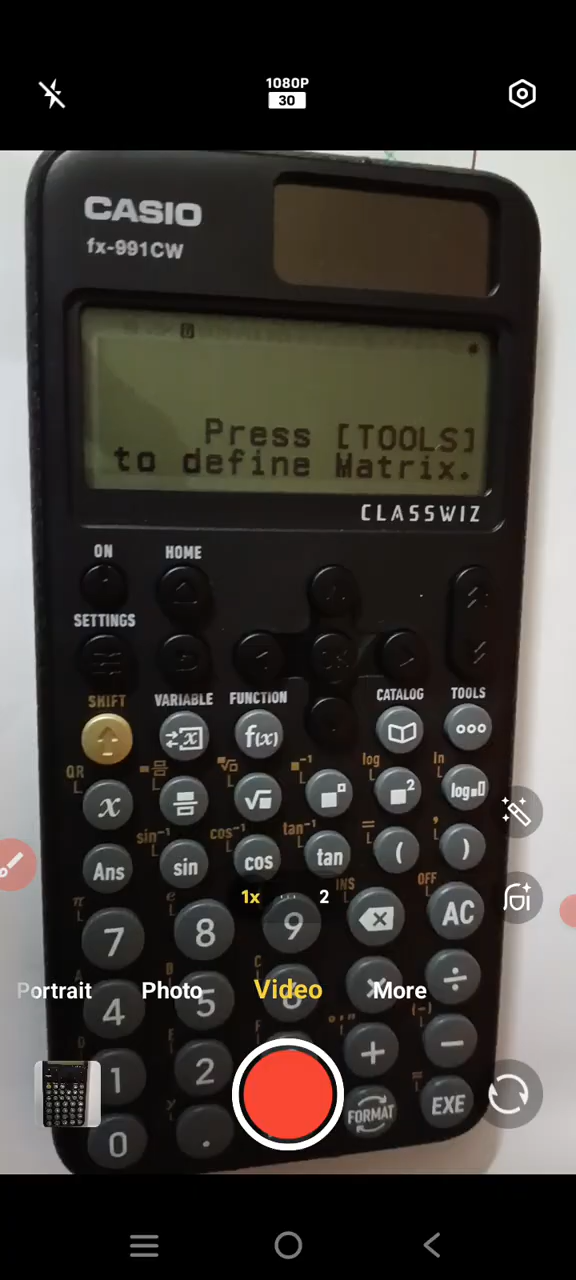 1080P
30
CASIO
fx-991CW
Press [TOOLS]
to define Matrix.
CLASSWIZ
ON HOME
SETTINGS
SHIFT VARIABLE FUNCTION CATALOG TOOLS
f(x)
QR log ln
x
sin⁻¹ cos⁻¹ tan⁻¹ = ,
Ans sin cos tan ( )
1x 2
π e INS OFF
7 8 9 AC
Portrait Photo Video More
A B C (-)
4 5 6 × ÷
1 2 + −
y =
0 . FORMAT EXE